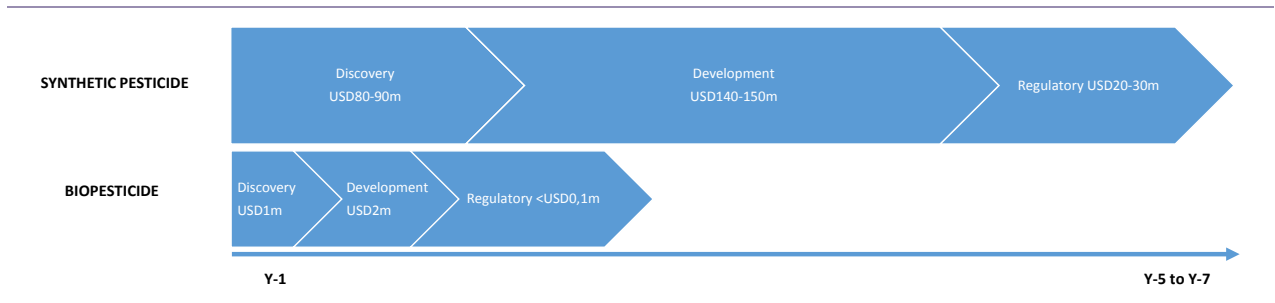 SYNTHETIC PESTICIDE
Discovery
USD80-90m
Development
USD140-150m
Regulatory USD20-30m
BIOPESTICIDE
Discovery
USD1m
Development
USD2m
Regulatory <USD0,1m
Y-1
Y-5 to Y-7